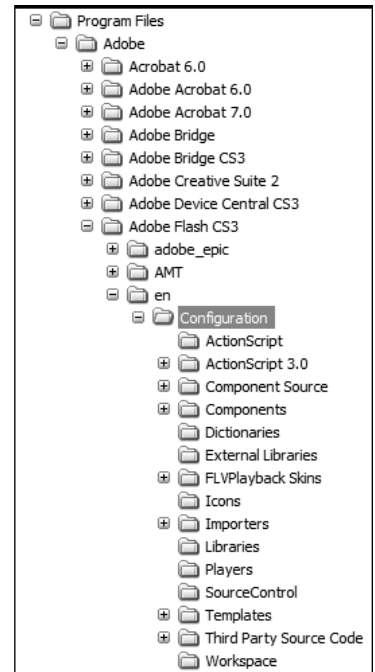 Program Files
Adobe
Acrobat 6.0
Adobe Acrobat 6.0
Adobe Acrobat 7.0
Adobe Bridge
Adobe Bridge CS3
Adobe Creative Suite 2
Adobe Device Central CS3
Adobe Flash CS3
adobe_epic
AMT
en
Configuration
ActionScript
ActionScript 3.0
Component Source
Components
Dictionaries
External Libraries
FLVPlayback Skins
Icons
Importers
Libraries
Players
SourceControl
Templates
Third Party Source Code
Workspace